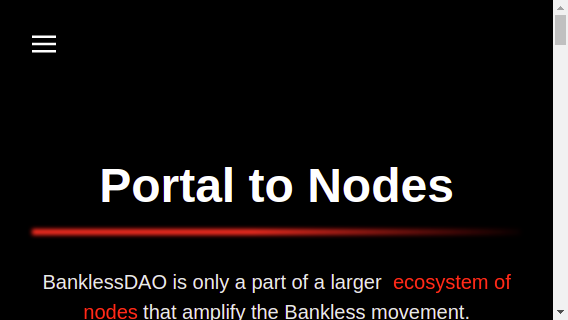 Portal to Nodes
BanklessDAO is only a part of a larger ecosystem of
nodes that amplify the Bankless movement.